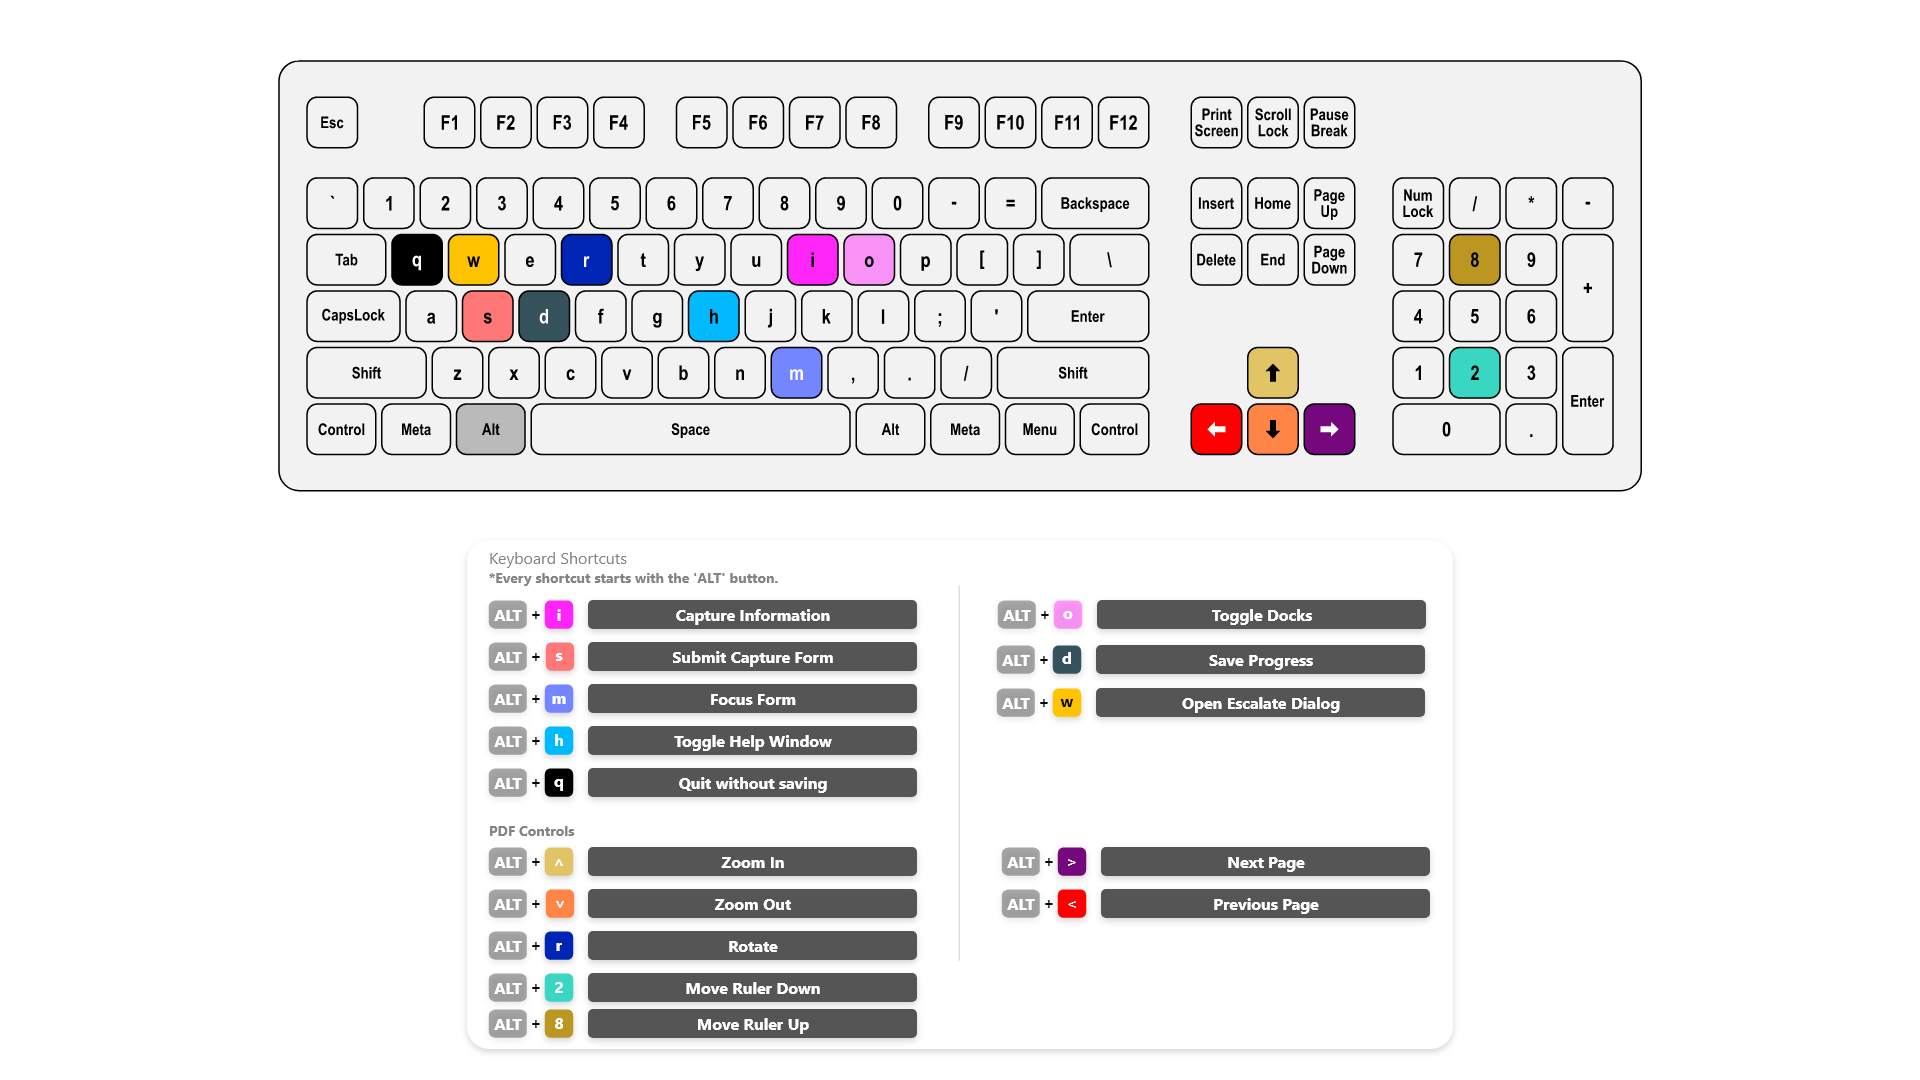 Esc F1 F2 F3 F4 F5 F6 F7 F8 F9 F10 F11 F12 Print Screen Scroll Lock Pause Break
` 1 2 3 4 5 6 7 8 9 0 - = Backspace Insert Home Page Up Num Lock / * -
Tab q w e r t y u i o p [ ] \ Delete End Page Down 7 8 9 +
CapsLock a s d f g h j k l ; ' Enter 4 5 6
Shift z x c v b n m , . / Shift ↑ 1 2 3 Enter
Control Meta Alt Space Alt Meta Menu Control ← ↓ → 0 .
Keyboard Shortcuts
*Every shortcut starts with the 'ALT' button.
ALT + i Capture Information
ALT + s Submit Capture Form
ALT + m Focus Form
ALT + h Toggle Help Window
ALT + q Quit without saving
ALT + o Toggle Docks
ALT + d Save Progress
ALT + w Open Escalate Dialog
PDF Controls
ALT + ^ Zoom In
ALT + v Zoom Out
ALT + r Rotate
ALT + 2 Move Ruler Down
ALT + 8 Move Ruler Up
ALT + > Next Page
ALT + < Previous Page